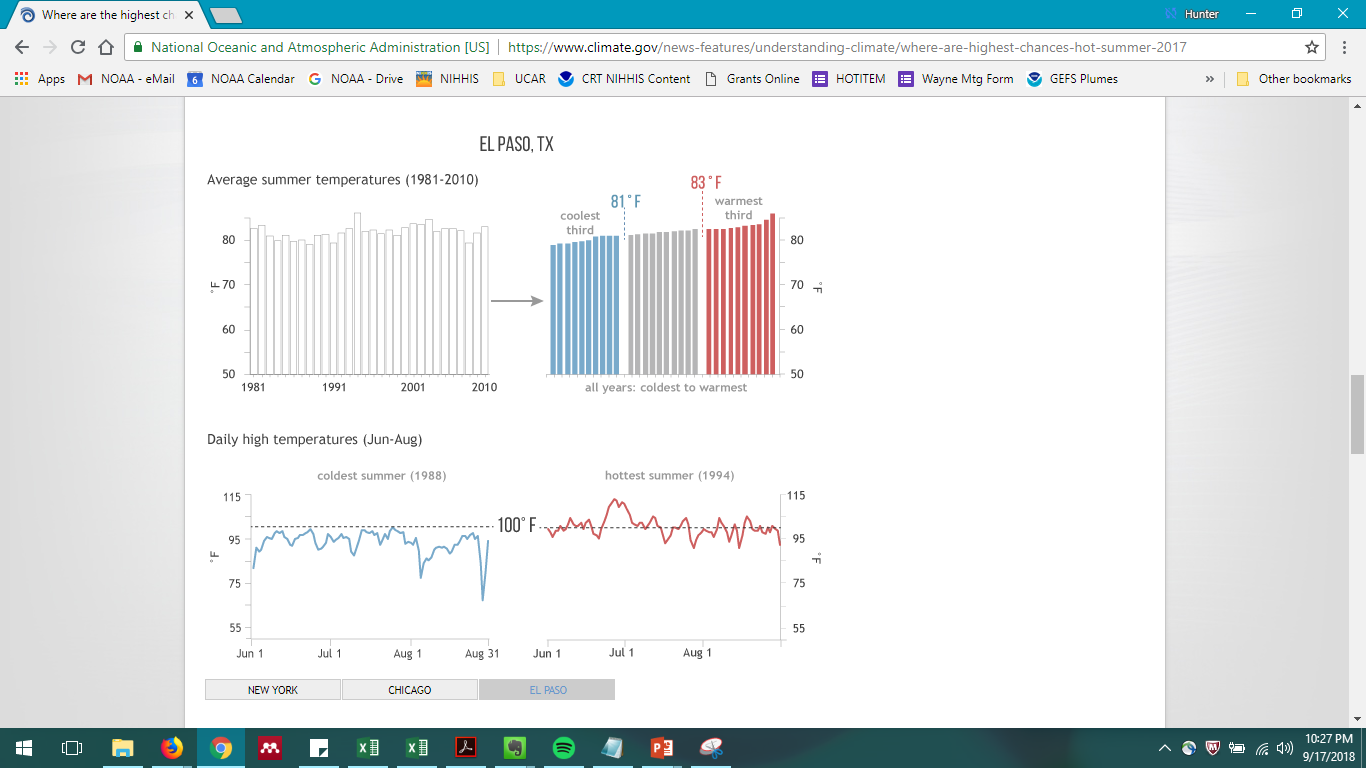 Where are the highest ch
Hunter
National Oceanic and Atmospheric Administration [US]
https://www.climate.gov/news-features/understanding-climate/where-are-highest-chances-hot-summer-2017
Apps
NOAA - eMail
6
NOAA Calendar
NOAA - Drive
NIHHIS
UCAR
CRT NIHHIS Content
Grants Online
HOTITEM
Wayne Mtg Form
GEFS Plumes
»
Other bookmarks
EL PASO, TX
Average summer temperatures (1981-2010)
80
70
60
50
°F
1981
1991
2001
2010
coolest
third
81°F
83°F
warmest
third
80
70
60
50
°F
all years: coldest to warmest
Daily high temperatures (Jun-Aug)
coldest summer (1988)
hottest summer (1994)
115
95
75
55
°F
100°F
115
95
75
55
°F
Jun 1
Jul 1
Aug 1
Aug 31
Jun 1
Jul 1
Aug 1
NEW YORK
CHICAGO
EL PASO
10:27 PM
9/17/2018